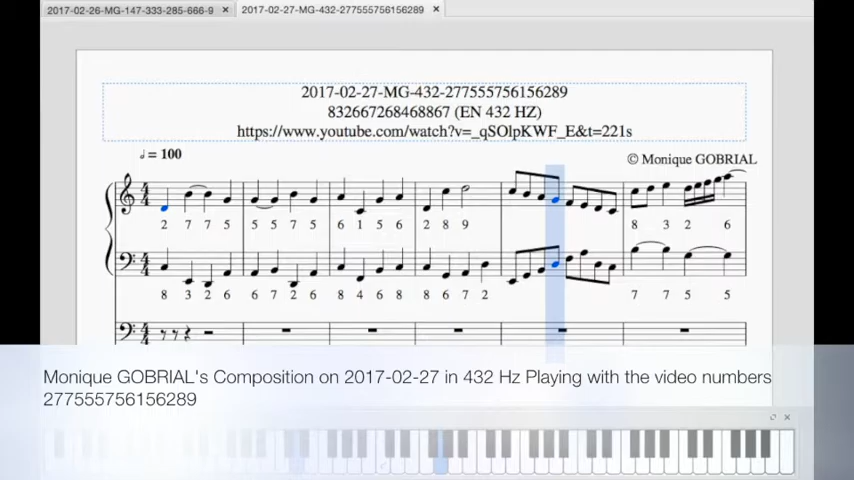 2017-02-26-MG-147-333-285-666-9 × 2017-02-27-MG-432-277555756156289 ×
2017-02-27-MG-432-277555756156289
832667268468867 (EN 432 HZ)
https://www.youtube.com/watch?v=_qSOlpKWF_E&t=221s
♩ = 100
© Monique GOBRIAL
2 7 7 5 5 5 7 5 6 1 5 6 2 8 9 8 3 2 6
8 3 2 6 6 7 2 6 8 4 6 8 8 6 7 2 7 7 5 5
Monique GOBRIAL's Composition on 2017-02-27 in 432 Hz Playing with the video numbers
277555756156289